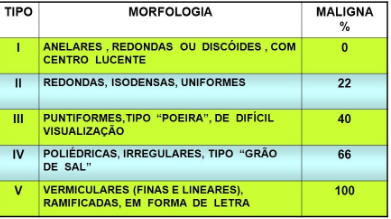 TIPO MORFOLOGIA MALIGNA
%
I ANELARES , REDONDAS OU DISCÓIDES , COM 0
CENTRO LUCENTE
II REDONDAS, ISODENSAS, UNIFORMES 22
III PUNTIFORMES,TIPO “POEIRA”, DE DIFÍCIL 40
VISUALIZAÇÃO
IV POLIÉDRICAS, IRREGULARES, TIPO “GRÃO 66
DE SAL”
V VERMICULARES (FINAS E LINEARES), 100
RAMIFICADAS, EM FORMA DE LETRA